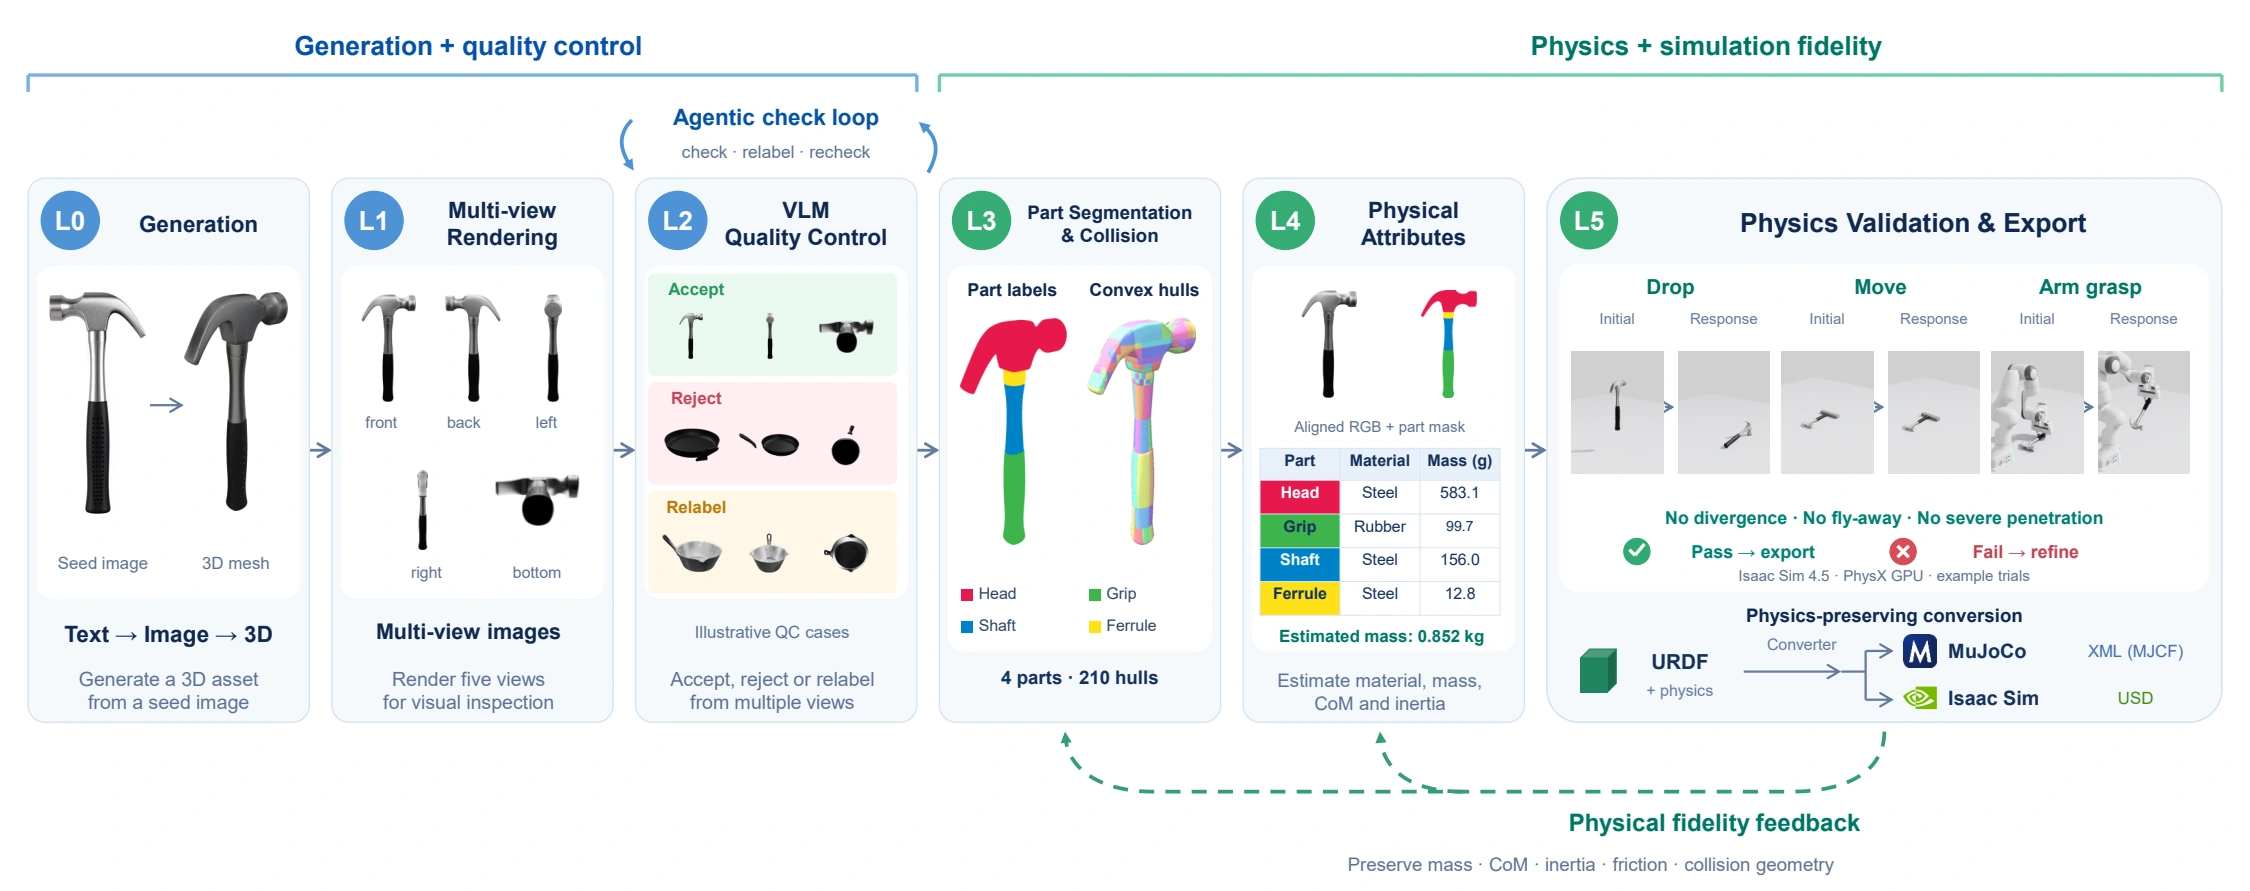 Generation + quality control
Physics + simulation fidelity
Agentic check loop
check · relabel · recheck
L0
Generation
Seed image
3D mesh
Text → Image → 3D
Generate a 3D asset
from a seed image
L1
Multi-view
Rendering
front
back
left
right
bottom
Multi-view images
Render five views
for visual inspection
L2
VLM
Quality Control
Accept
Reject
Relabel
Illustrative QC cases
Accept, reject or relabel
from multiple views
L3
Part Segmentation
& Collision
Part labels
Convex hulls
Head
Grip
Shaft
Ferrule
4 parts · 210 hulls
L4
Physical
Attributes
Aligned RGB + part mask
Part Material Mass (g)
Head Steel 583.1
Grip Rubber 99.7
Shaft Steel 156.0
Ferrule Steel 12.8
Estimated mass: 0.852 kg
Estimate material, mass,
CoM and inertia
L5
Physics Validation & Export
Drop Move Arm grasp
Initial Response Initial Response Initial Response
No divergence · No fly-away · No severe penetration
Pass → export
Fail → refine
Isaac Sim 4.5 · PhysX GPU · example trials
Physics-preserving conversion
URDF
+ physics
Converter
M MuJoCo XML (MJCF)
Isaac Sim USD
Physical fidelity feedback
Preserve mass · CoM · inertia · friction · collision geometry